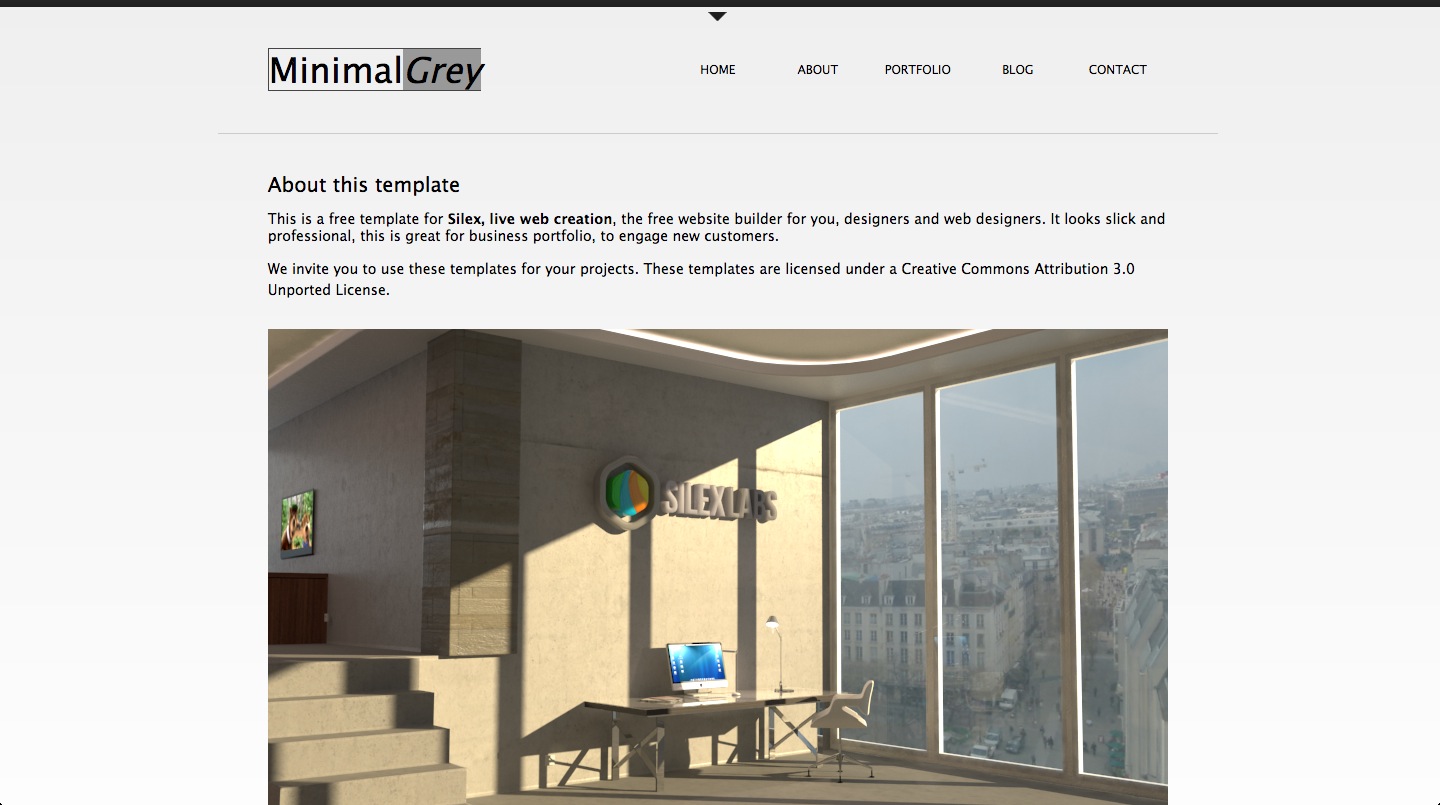 MinimalGrey
HOME ABOUT PORTFOLIO BLOG CONTACT
About this template
This is a free template for Silex, live web creation, the free website builder for you, designers and web designers. It looks slick and
professional, this is great for business portfolio, to engage new customers.
We invite you to use these templates for your projects. These templates are licensed under a Creative Commons Attribution 3.0
Unported License.
SILEX LABS